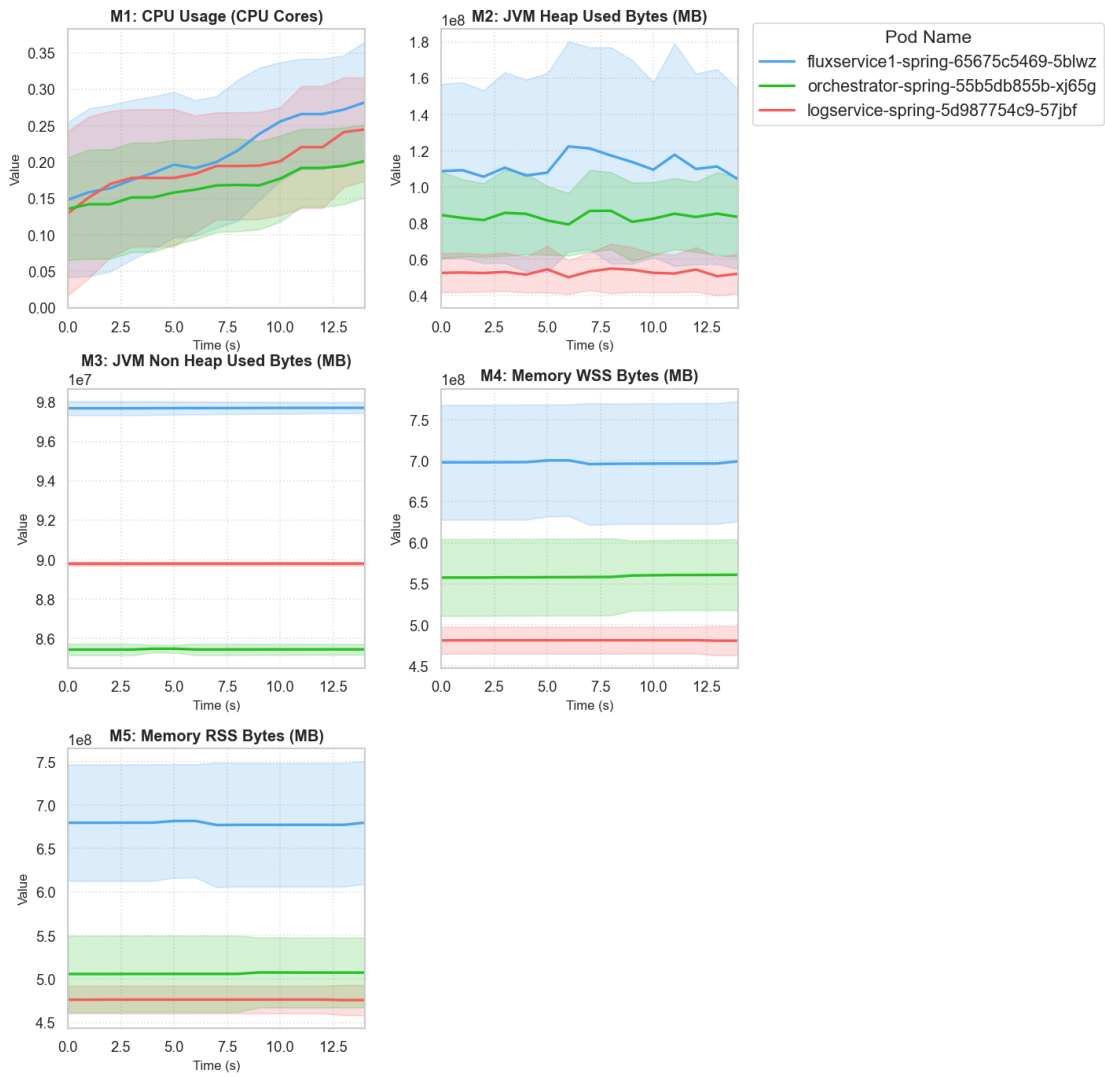 M1: CPU Usage (CPU Cores)
Value
0.35
0.30
0.25
0.20
0.15
0.10
0.05
0.00
0.0 2.5 5.0 7.5 10.0 12.5
Time (s)
M2: JVM Heap Used Bytes (MB)
1e8
Value
1.8
1.6
1.4
1.2
1.0
0.8
0.6
0.4
0.0 2.5 5.0 7.5 10.0 12.5
Time (s)
Pod Name
fluxservice1-spring-65675c5469-5blwz
orchestrator-spring-55b5db855b-xj65g
logservice-spring-5d987754c9-57jbf
M3: JVM Non Heap Used Bytes (MB)
1e7
Value
9.8
9.6
9.4
9.2
9.0
8.8
8.6
0.0 2.5 5.0 7.5 10.0 12.5
Time (s)
M4: Memory WSS Bytes (MB)
1e8
Value
7.5
7.0
6.5
6.0
5.5
5.0
4.5
0.0 2.5 5.0 7.5 10.0 12.5
Time (s)
M5: Memory RSS Bytes (MB)
1e8
Value
7.5
7.0
6.5
6.0
5.5
5.0
4.5
0.0 2.5 5.0 7.5 10.0 12.5
Time (s)